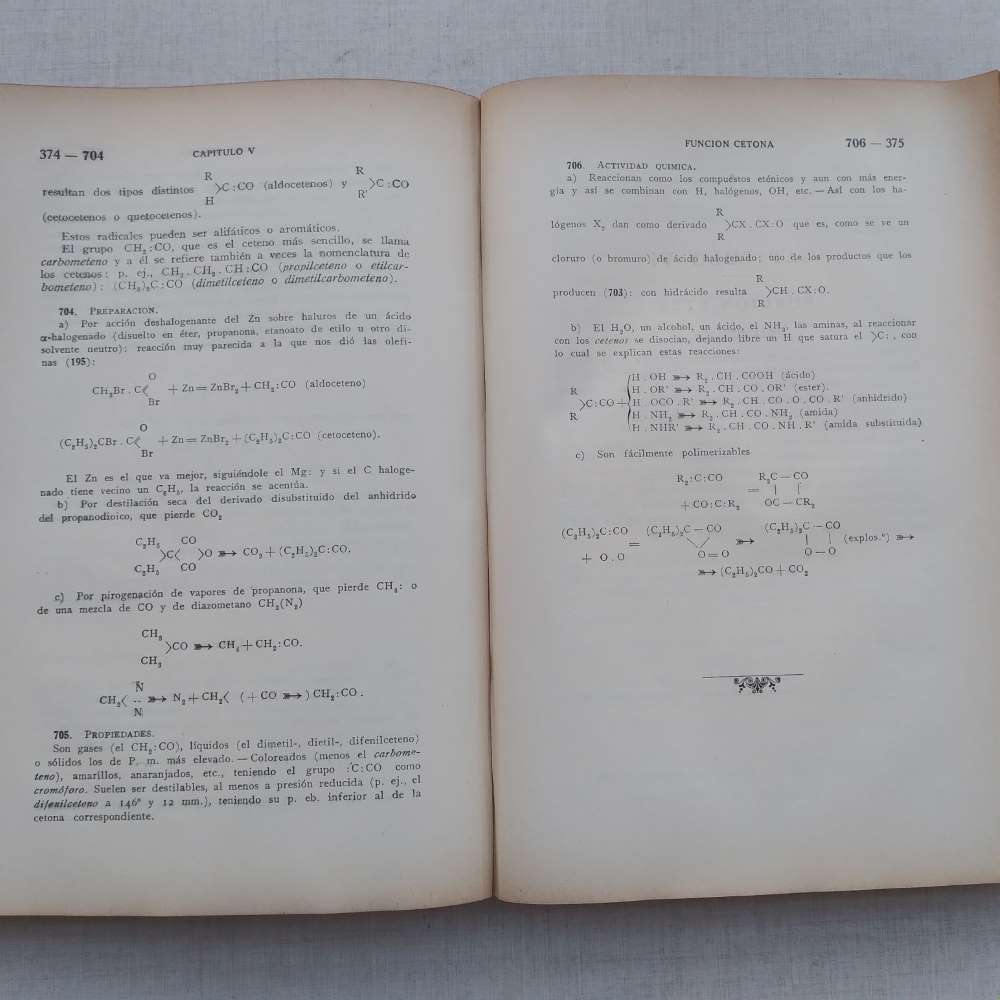 374 — 704
CAPITULO V
R
resultan dos tipos distintos >C:CO (aldocetenos) y R >C:CO
H R'
(cetocetenos o quetocetenos).
Estos radicales pueden ser alifáticos o aromáticos.
El grupo CH₂:CO, que es el ceteno más sencillo, se llama
carbometeno y a él se refiere también a veces la nomenclatura de
los cetenos: p. ej., CH₃.CH₂.CH:CO (propilceteno o etilcar-
bometeno): (CH₃)₂C:CO (dimetilceteno o dimetilcarbometeno).
704. PREPARACION.
a) Por acción deshalogenante del Zn sobre haluros de un ácido
α-halogenado (disuelto en éter, propanona, etanoato de etilo u otro di-
solvente neutro): reacción muy parecida a la que nos dió las olefi-
nas (195):
O
CH₂Br . C< + Zn = ZnBr₂ + CH₂:CO (aldoceteno)
Br
O
(C₂H₅)₂CBr . C< + Zn = ZnBr₂ + (C₂H₅)₂C:CO (cetoceteno).
Br
El Zn es el que va mejor, siguiéndole el Mg: y si el C haloge-
nado tiene vecino un C₆H₅, la reacción se acentúa.
b) Por destilación seca del derivado disubstituido del anhidrido
del propanodioico, que pierde CO₂
C₂H₅ CO
>C< >O ➳ CO₂ + (C₂H₅)₂C:CO.
C₂H₅ CO
c) Por pirogenación de vapores de propanona, que pierde CH₄: o
de una mezcla de CO y de diazometano CH₂(N₂)
CH₃
>CO ➳ CH₄ + CH₂:CO.
CH₃
N
CH₂< .. ➳ N₂ + CH₂< (+ CO ➳) CH₂:CO.
N
705. PROPIEDADES.
Son gases (el CH₂:CO), líquidos (el dimetil-, dietil-, difenilceteno)
o sólidos los de P. m. más elevado. — Coloreados (menos el carbome-
teno), amarillos, anaranjados, etc., teniendo el grupo :C:CO como
cromóforo. Suelen ser destilables, al menos a presión reducida (p. ej., el
difenilceteno a 146° y 12 mm.), teniendo su p. eb. inferior al de la
cetona correspondiente.
FUNCION CETONA
706 — 375
706. ACTIVIDAD QUIMICA.
a) Reaccionan como los compuestos eténicos y aun con más ener-
gía y así se combinan con H, halógenos, OH, etc. — Así con los ha-
R
lógenos X₂ dan como derivado >CX . CX:O que es, como se ve un
R
cloruro (o bromuro) de ácido halogenado; uno de los productos que los
R
producen (703): con hidrácido resulta >CH . CX:O.
R
b) El H₂O, un alcohol, un ácido, el NH₃, las aminas, al reaccionar
con los cetenos se disocian, dejando libre un H que satura el >C: , con
lo cual se explican estas reacciones:
H . OH ➳ R₂ . CH . COOH (ácido)
R H . OR' ➳ R₂ . CH . CO . OR' (ester).
>C:CO + H . OCO . R' ➳ R₂ . CH . CO . O . CO . R' (anhidrido)
R H . NH₂ ➳ R₂ . CH . CO . NH₂ (amida)
H . NHR' ➳ R₂ . CH . CO . NH . R' (amida substituida)
c) Son fácilmente polimerizables
R₂:C:CO R₂C — CO
= | |
+ CO:C:R₂ OC — CR₂
(C₂H₅)₂C:CO (C₂H₅)₂C — CO (C₂H₅)₂C — CO
= \/ ➳ | | (explos.º) ➳
+ O . O O = O O — O
➳ (C₂H₅)₂CO + CO₂